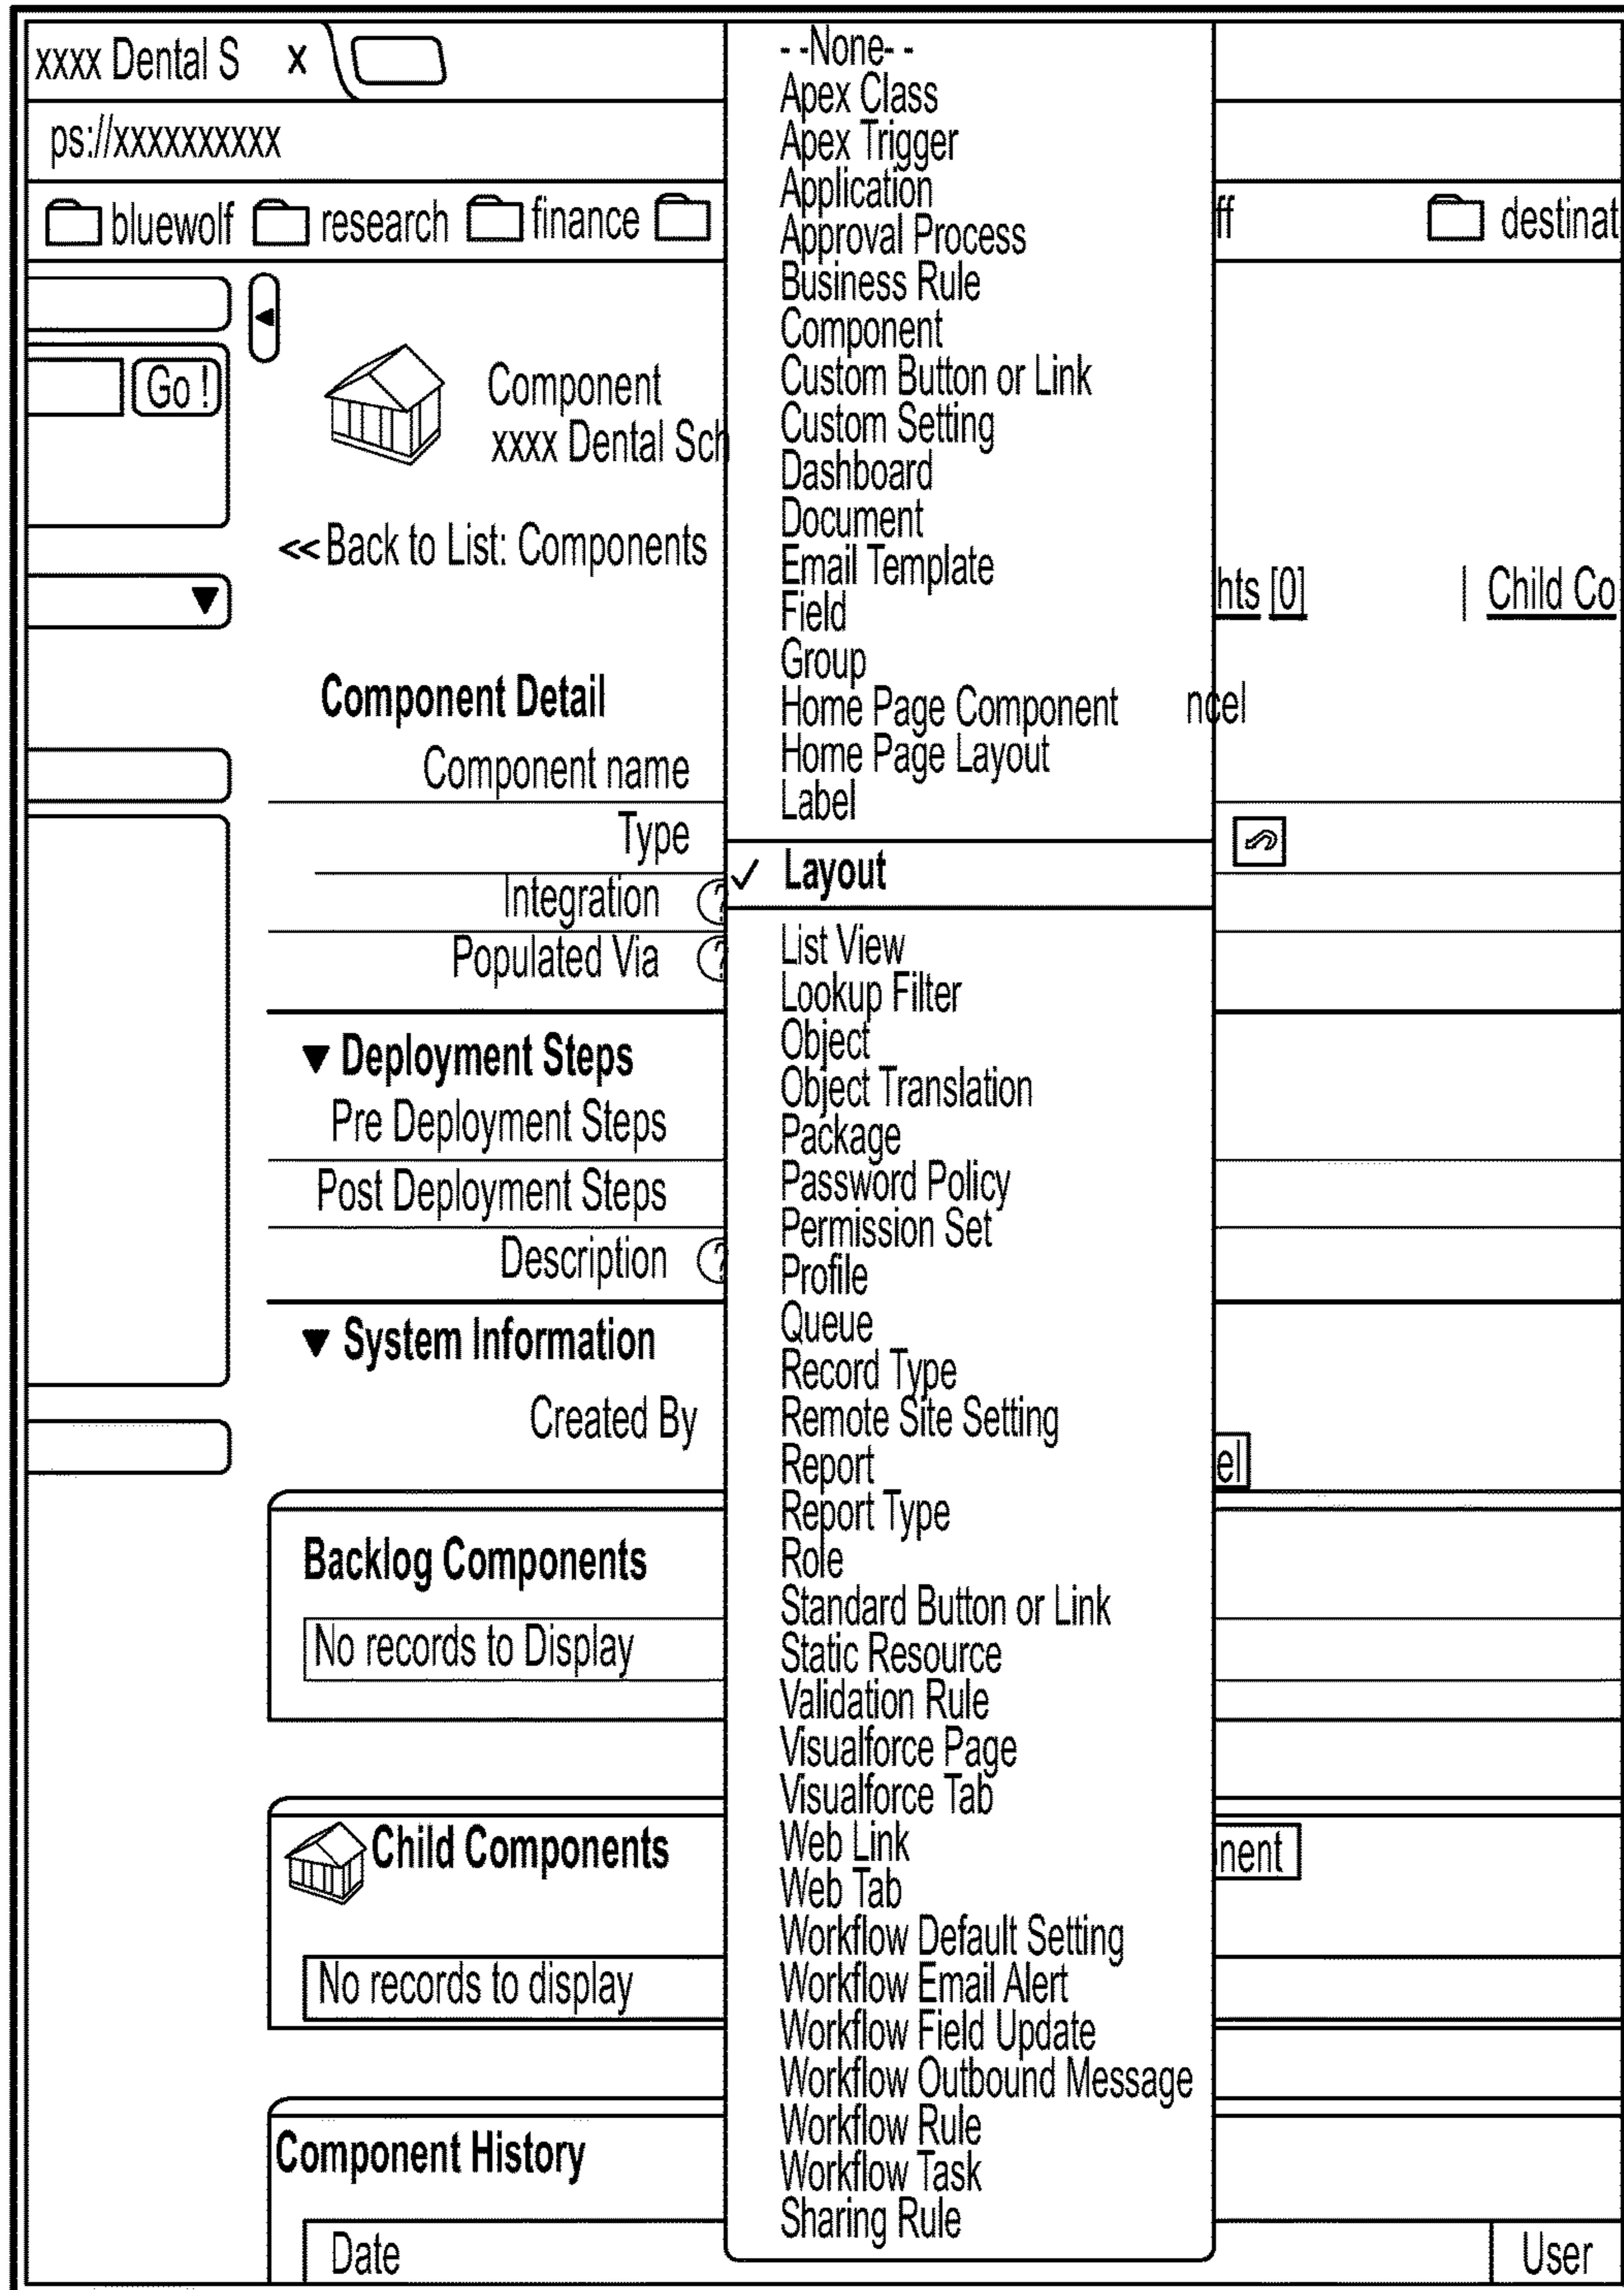 xxxx Dental S x
ps://xxxxxxxxxx
bluewolf research finance ff destinat
Go !
Component
xxxx Dental Sch
<<Back to List: Components
hts [0] | Child Co
Component Detail
ncel
Component name
Type
Integration ?
Populated Via ?
▼ Deployment Steps
Pre Deployment Steps
Post Deployment Steps
Description ?
▼ System Information
Created By
el
Backlog Components
No records to Display
Child Components
nent
No records to display
Component History
Date User
- -None- -
Apex Class
Apex Trigger
Application
Approval Process
Business Rule
Component
Custom Button or Link
Custom Setting
Dashboard
Document
Email Template
Field
Group
Home Page Component
Home Page Layout
Label
✓ Layout
List View
Lookup Filter
Object
Object Translation
Package
Password Policy
Permission Set
Profile
Queue
Record Type
Remote Site Setting
Report
Report Type
Role
Standard Button or Link
Static Resource
Validation Rule
Visualforce Page
Visualforce Tab
Web Link
Web Tab
Workflow Default Setting
Workflow Email Alert
Workflow Field Update
Workflow Outbound Message
Workflow Rule
Workflow Task
Sharing Rule